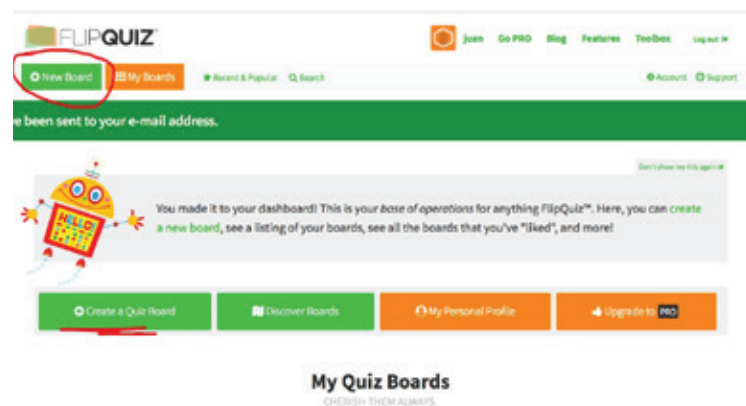 FLIPQUIZ™
juan Go PRO Blog Features Toolbox Log out
New Board My Boards Recent & Popular Search Account Support
e been sent to your e-mail address.
Don't show me this again
HELLO!
You made it to your dashboard! This is your base of operations for anything FlipQuiz™. Here, you can create
a new board, see a listing of your boards, see all the boards that you've "liked", and more!
Create a Quiz Board Discover Boards My Personal Profile Upgrade to PRO
My Quiz Boards
CHERISH THEM ALWAYS.